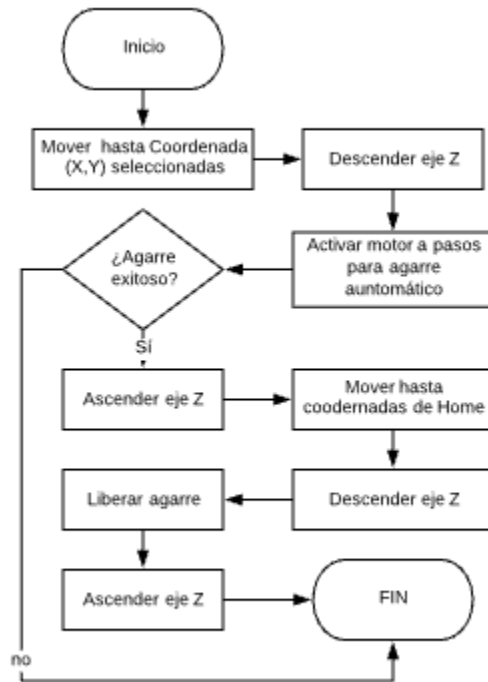 Inicio
Mover hasta Coordenada
(X,Y) seleccionadas
Descender eje Z
Activar motor a pasos
para agarre
auntomático
¿Agarre
exitoso?
Sí
Ascender eje Z
Mover hasta
coodernadas de Home
Descender eje Z
Liberar agarre
Ascender eje Z
FIN
no